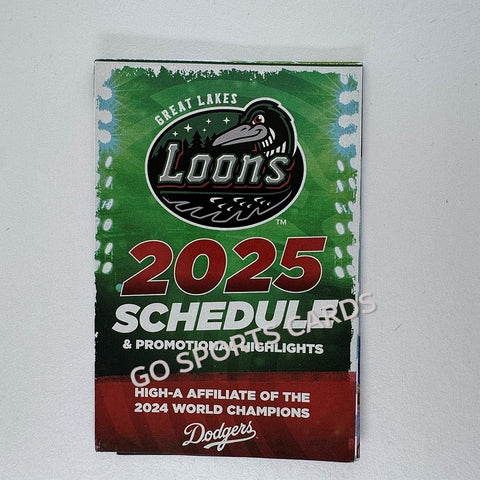 GREAT LAKES
Loons
TM
2025
SCHEDULE
& PROMOTIONAL HIGHLIGHTS
GO SPORTS CARDS
HIGH-A AFFILIATE OF THE
2024 WORLD CHAMPIONS
Dodgers